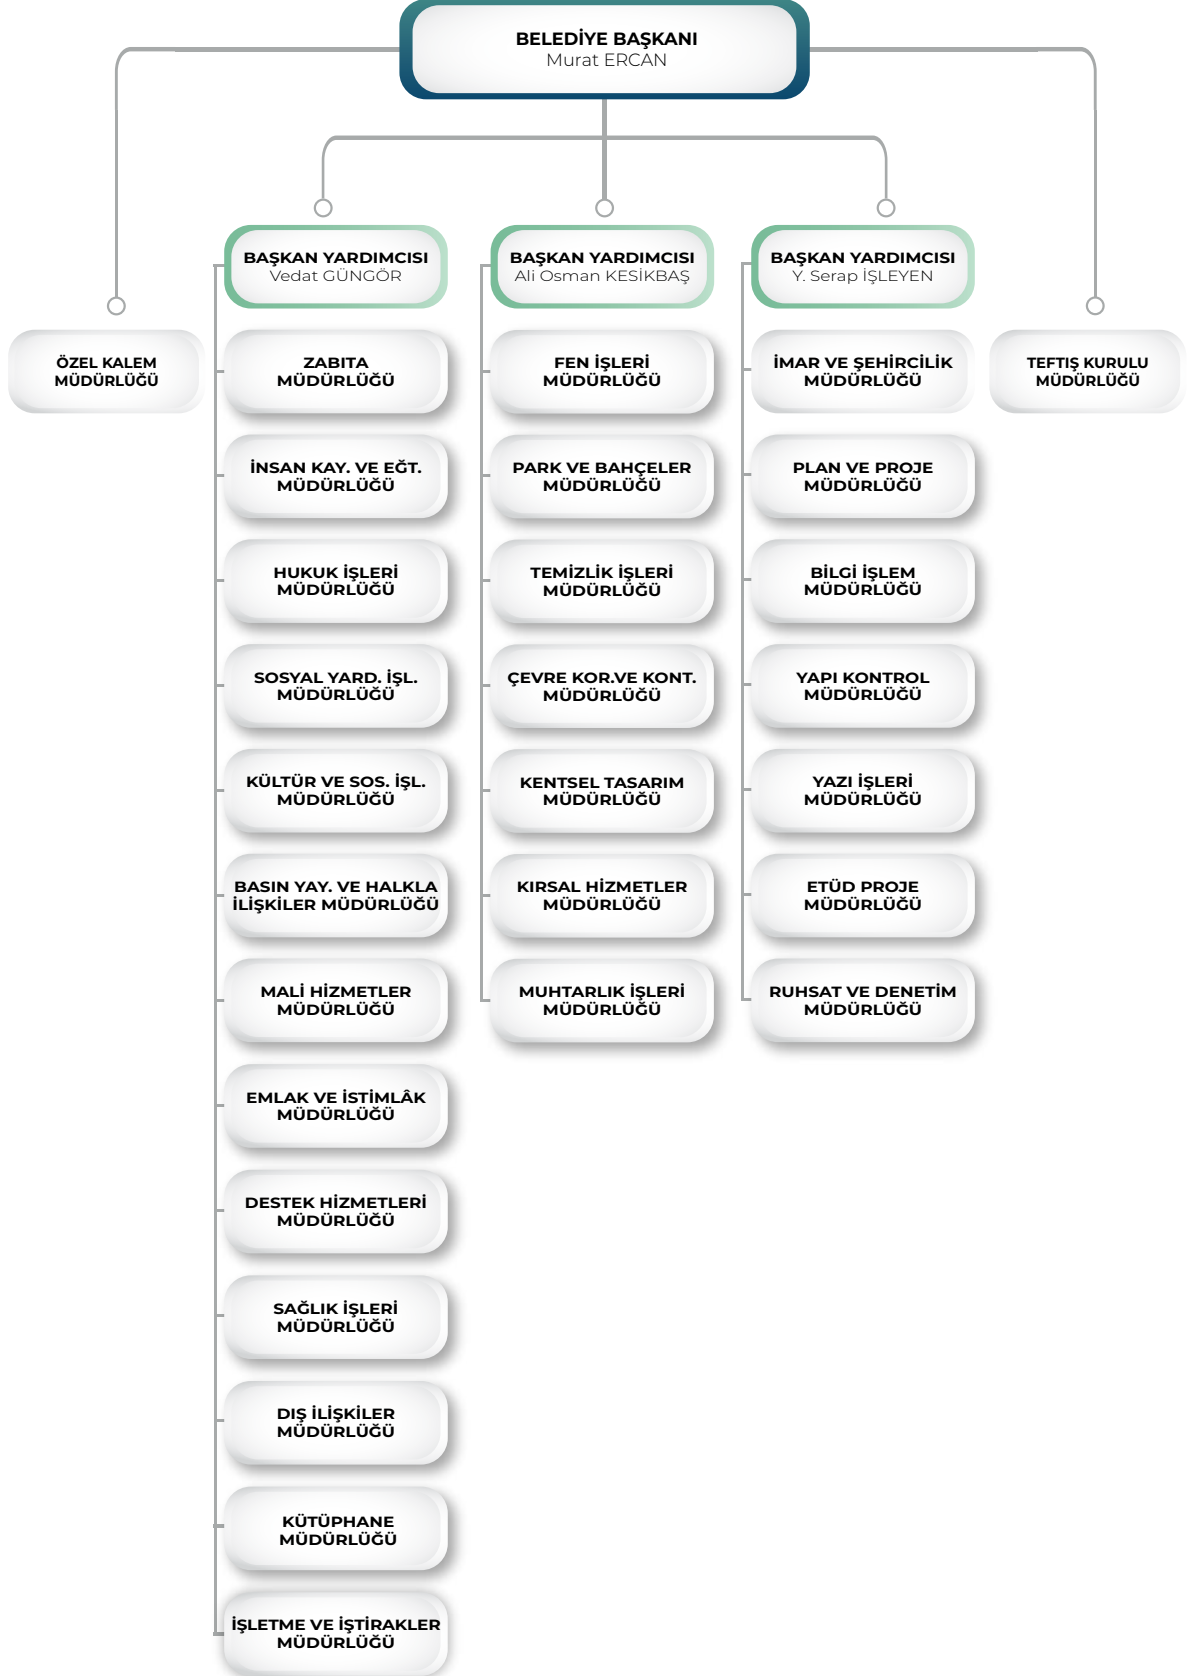 BELEDİYE BAŞKANI
Murat ERCAN
ÖZEL KALEM
MÜDÜRLÜĞÜ
BAŞKAN YARDIMCISI
Vedat GÜNGÖR
ZABITA
MÜDÜRLÜĞÜ
İNSAN KAY. VE EĞT.
MÜDÜRLÜĞÜ
HUKUK İŞLERİ
MÜDÜRLÜĞÜ
SOSYAL YARD. İŞL.
MÜDÜRLÜĞÜ
KÜLTÜR VE SOS. İŞL.
MÜDÜRLÜĞÜ
BASIN YAY. VE HALKLA
İLİŞKİLER MÜDÜRLÜĞÜ
MALİ HİZMETLER
MÜDÜRLÜĞÜ
EMLAK VE İSTİMLÂK
MÜDÜRLÜĞÜ
DESTEK HİZMETLERİ
MÜDÜRLÜĞÜ
SAĞLIK İŞLERİ
MÜDÜRLÜĞÜ
DIŞ İLİŞKİLER
MÜDÜRLÜĞÜ
KÜTÜPHANE
MÜDÜRLÜĞÜ
İŞLETME VE İŞTİRAKLER
MÜDÜRLÜĞÜ
BAŞKAN YARDIMCISI
Ali Osman KESİKBAŞ
FEN İŞLERİ
MÜDÜRLÜĞÜ
PARK VE BAHÇELER
MÜDÜRLÜĞÜ
TEMİZLİK İŞLERİ
MÜDÜRLÜĞÜ
ÇEVRE KOR.VE KONT.
MÜDÜRLÜĞÜ
KENTSEL TASARIM
MÜDÜRLÜĞÜ
KIRSAL HİZMETLER
MÜDÜRLÜĞÜ
MUHTARLIK İŞLERİ
MÜDÜRLÜĞÜ
BAŞKAN YARDIMCISI
Y. Serap İŞLEYEN
İMAR VE ŞEHİRCİLİK
MÜDÜRLÜĞÜ
PLAN VE PROJE
MÜDÜRLÜĞÜ
BİLGİ İŞLEM
MÜDÜRLÜĞÜ
YAPI KONTROL
MÜDÜRLÜĞÜ
YAZI İŞLERİ
MÜDÜRLÜĞÜ
ETÜD PROJE
MÜDÜRLÜĞÜ
RUHSAT VE DENETİM
MÜDÜRLÜĞÜ
TEFTIŞ KURULU
MÜDÜRLÜĞÜ